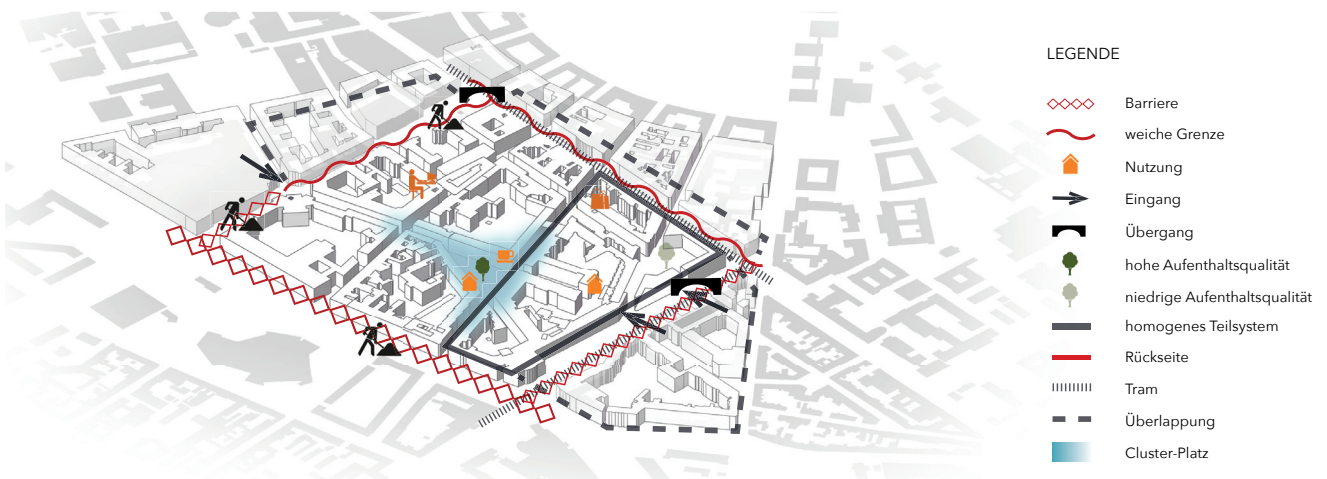 LEGENDE
Barriere
weiche Grenze
Nutzung
Eingang
Übergang
hohe Aufenthaltsqualität
niedrige Aufenthaltsqualität
homogenes Teilsystem
Rückseite
Tram
Überlappung
Cluster-Platz